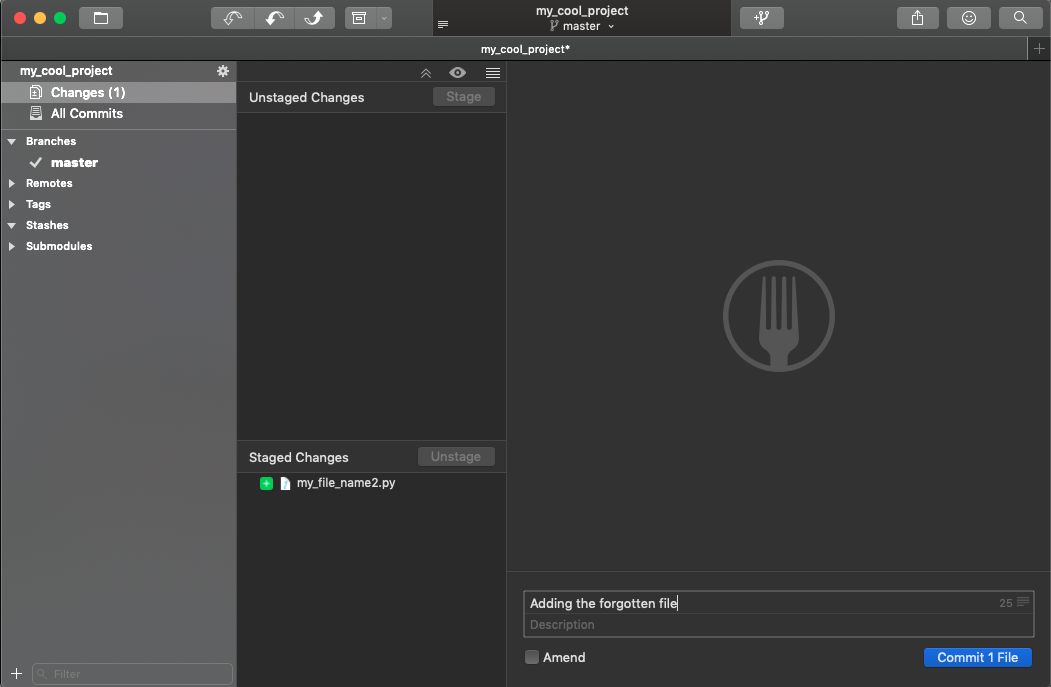 my_cool_project
master
my_cool_project*
my_cool_project
Changes (1)
All Commits
Branches
master
Remotes
Tags
Stashes
Submodules
Filter
Unstaged Changes
Stage
Staged Changes
Unstage
my_file_name2.py
Adding the forgotten file
25
Description
Amend
Commit 1 File